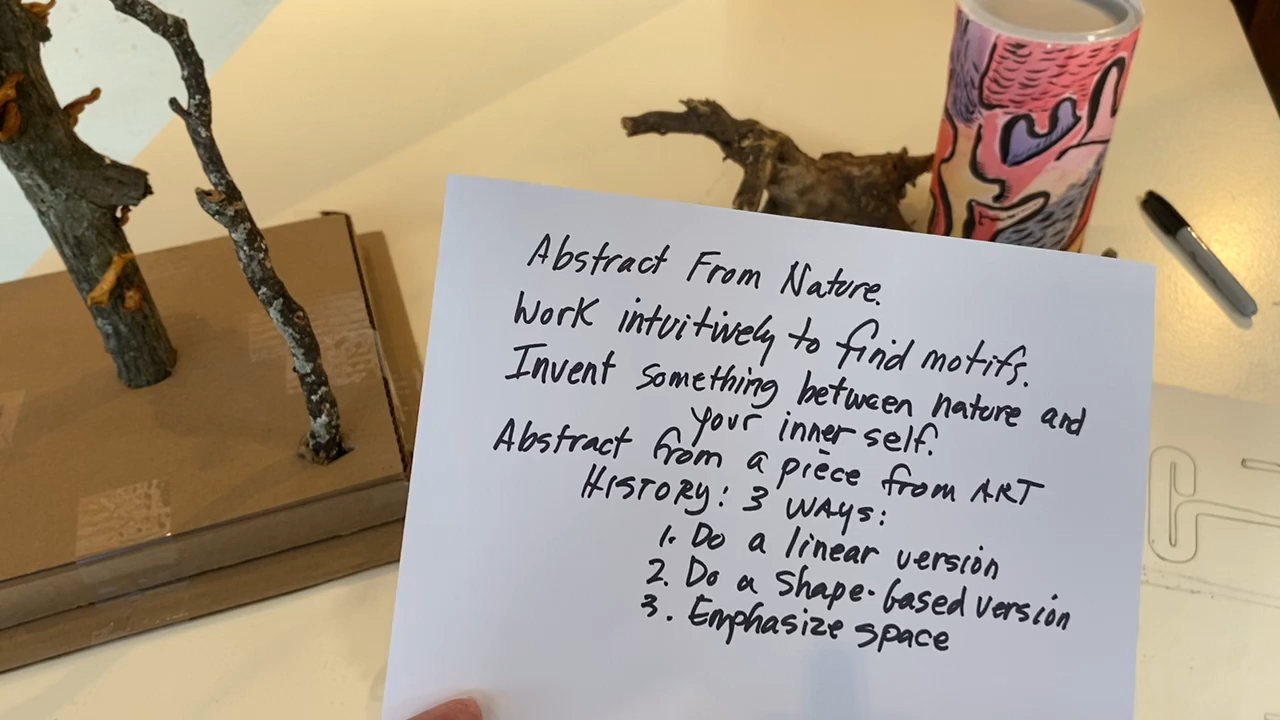 Abstract From Nature.
Work intuitively to find motifs.
Invent something between nature and
your inner self.
Abstract from a piece from ART
HISTORY: 3 WAYS:
1. Do a linear version
2. Do a shape-based version
3. Emphasize space